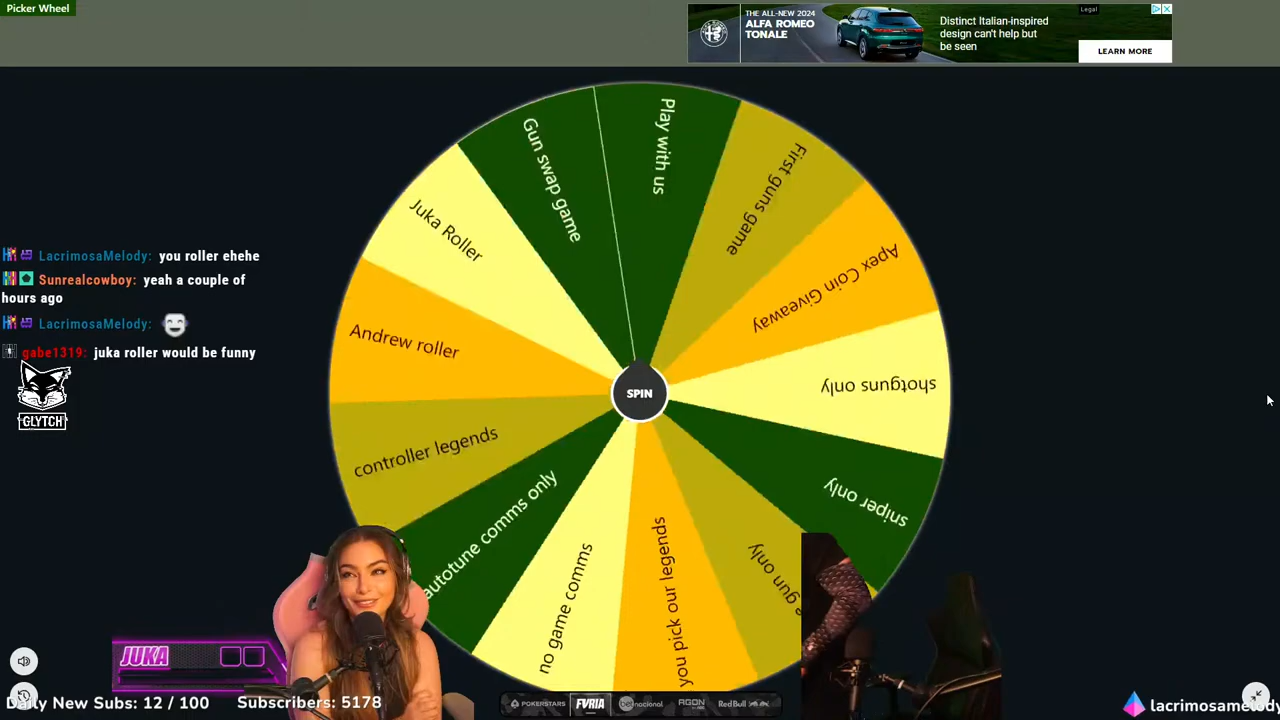 Picker Wheel
THE ALL-NEW 2024
ALFA ROMEO
TONALE
Distinct Italian-inspired
design can't help but
be seen
Legal
LEARN MORE
Play with us
First guns game
Apex Coin Giveaway
shotguns only
sniper only
gun only
you pick our legends
no game comms
autotune comms only
controller legends
Andrew roller
Juka Roller
Gun swap game
SPIN
LacrimosaMelody: you roller ehehe
Sunrealcowboy: yeah a couple of
hours ago
LacrimosaMelody:
gabe1319: juka roller would be funny
GLYTCH
JUKA
Daily New Subs: 12 / 100
Subscribers: 5178
POKERSTARS
FVRIA
betnacional
AGON
Red Bull
lacrimosamelody